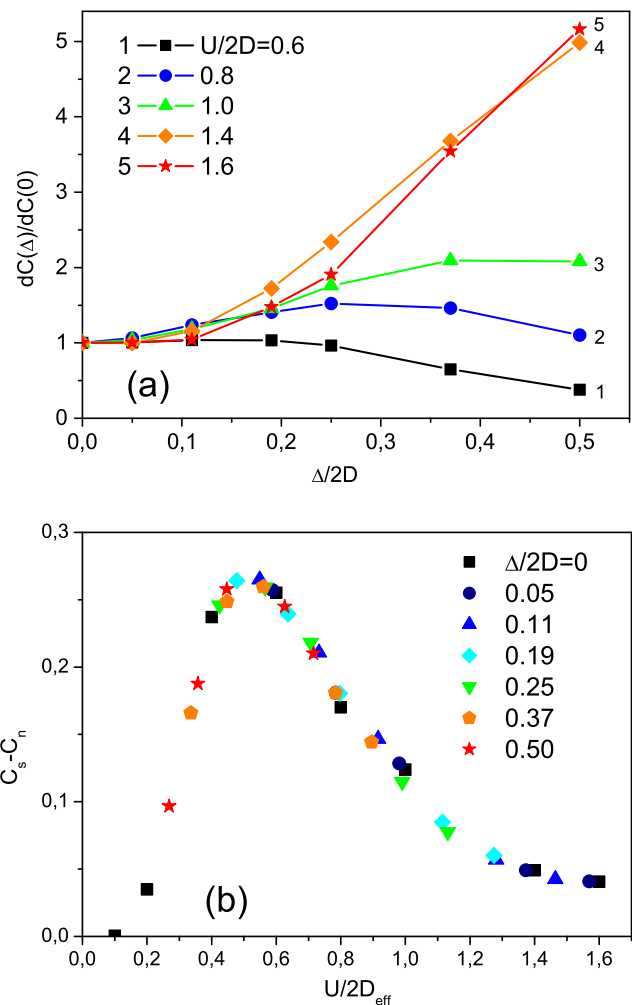 5
4
3
2
1
0
dC(Δ)/dC(0)
1 U/2D=0.6
2 0.8
3 1.0
4 1.4
5 1.6
5
4
3
2
1
(a)
0,0 0,1 0,2 0,3 0,4 0,5
Δ/2D
0,3
0,2
0,1
0,0
Cs-Cn
Δ/2D=0
0.05
0.11
0.19
0.25
0.37
0.50
(b)
0,0 0,2 0,4 0,6 0,8 1,0 1,2 1,4 1,6
U/2Deff